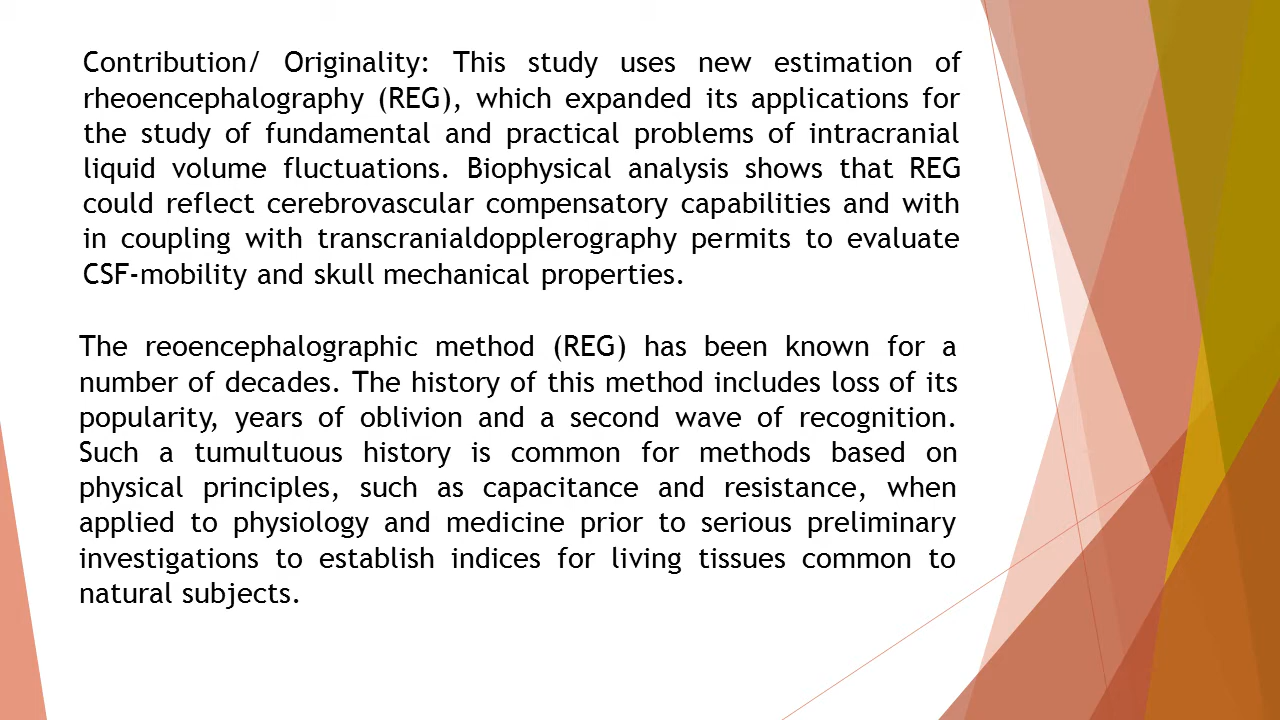 Contribution/ Originality: This study uses new estimation of
rheoencephalography (REG), which expanded its applications for
the study of fundamental and practical problems of intracranial
liquid volume fluctuations. Biophysical analysis shows that REG
could reflect cerebrovascular compensatory capabilities and with
in coupling with transcranialdopplerography permits to evaluate
CSF-mobility and skull mechanical properties.
The reoencephalographic method (REG) has been known for a
number of decades. The history of this method includes loss of its
popularity, years of oblivion and a second wave of recognition.
Such a tumultuous history is common for methods based on
physical principles, such as capacitance and resistance, when
applied to physiology and medicine prior to serious preliminary
investigations to establish indices for living tissues common to
natural subjects.